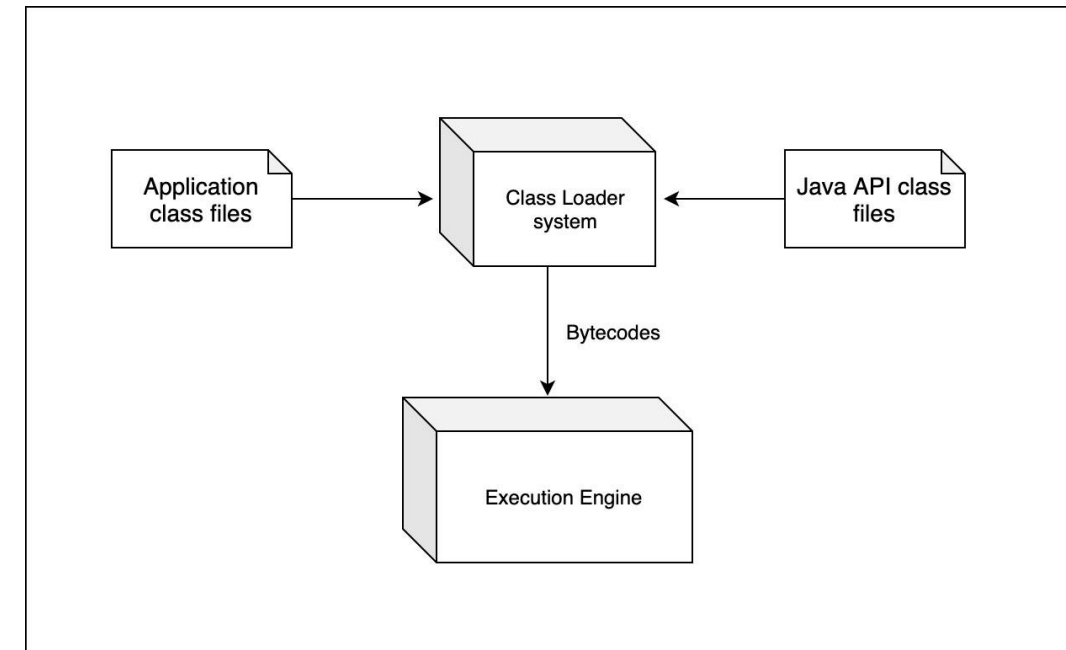 Application
class files
Class Loader
system
Java API class
files
Bytecodes
Execution Engine